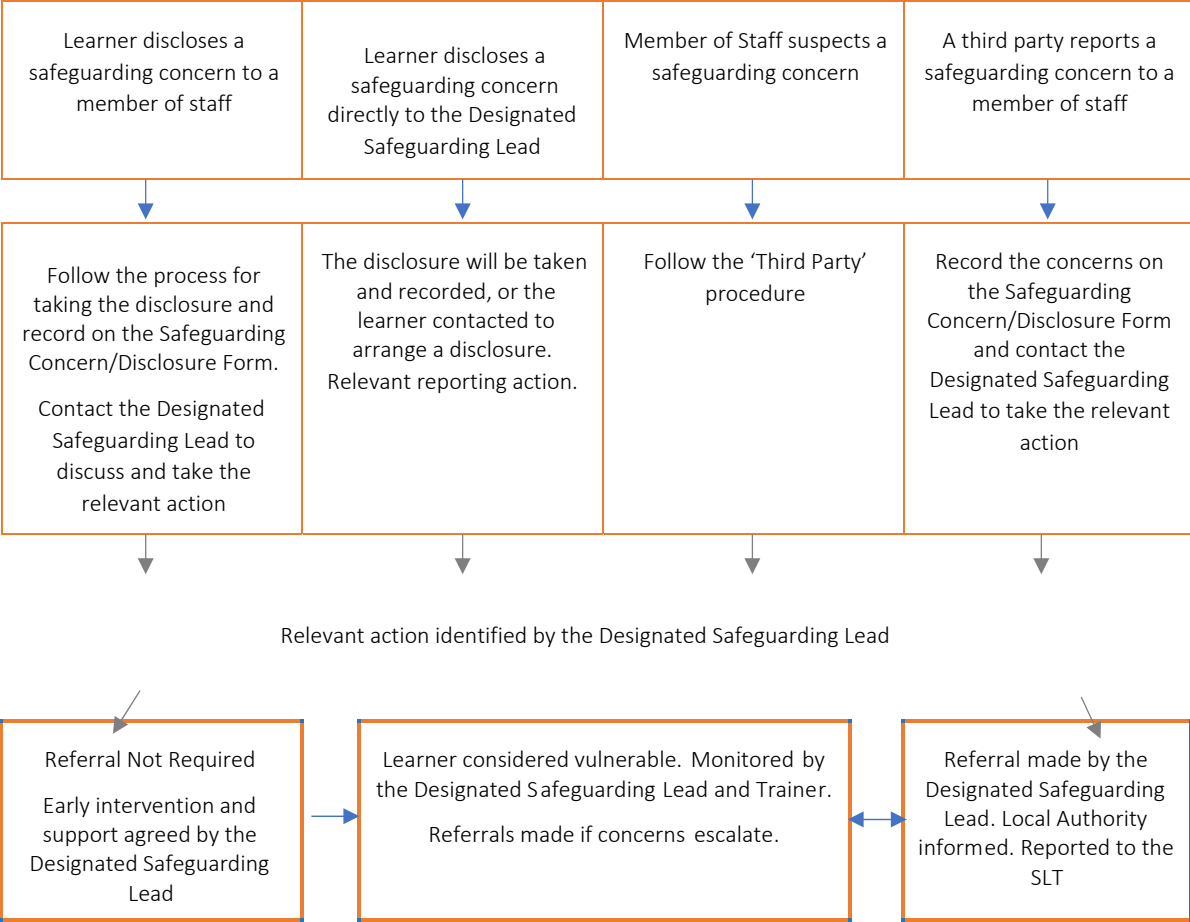 Learner discloses a
safeguarding concern to a
member of staff
Learner discloses a
safeguarding concern
directly to the Designated
Safeguarding Lead
Member of Staff suspects a
safeguarding concern
A third party reports a
safeguarding concern to a
member of staff
Follow the process for
taking the disclosure and
record on the Safeguarding
Concern/Disclosure Form.
Contact the Designated
Safeguarding Lead to
discuss and take the
relevant action
The disclosure will be taken
and recorded, or the
learner contacted to
arrange a disclosure.
Relevant reporting action.
Follow the ‘Third Party’
procedure
Record the concerns on
the Safeguarding
Concern/Disclosure Form
and contact the
Designated Safeguarding
Lead to take the relevant
action
Relevant action identified by the Designated Safeguarding Lead
Referral Not Required
Early intervention and
support agreed by the
Designated Safeguarding
Lead
Learner considered vulnerable. Monitored by
the Designated Safeguarding Lead and Trainer.
Referrals made if concerns escalate.
Referral made by the
Designated Safeguarding
Lead. Local Authority
informed. Reported to the
SLT